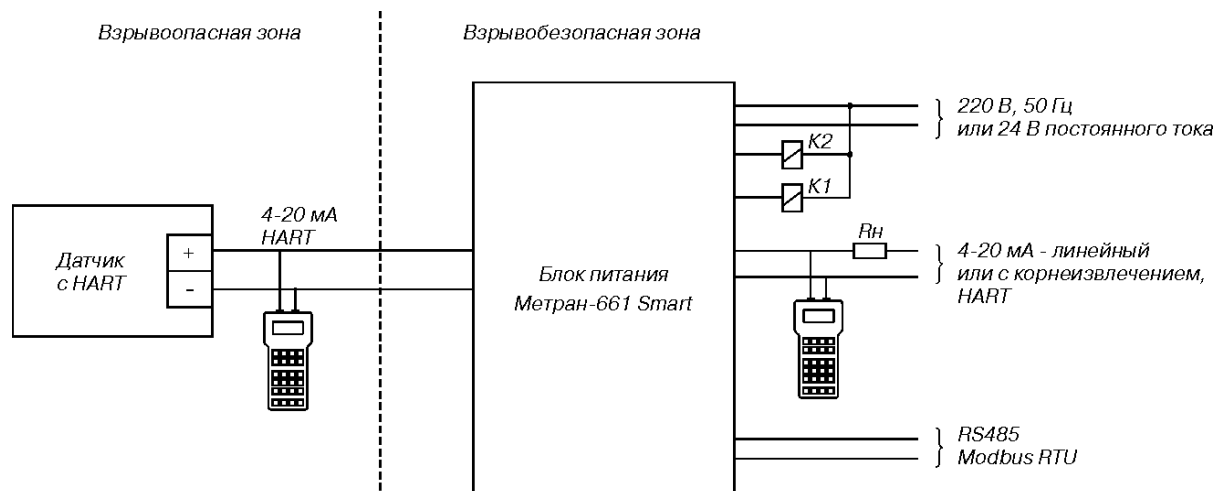 Взрывоопасная зона
Взрывобезопасная зона
220 В, 50 Гц
или 24 В постоянного тока
K2
K1
4-20 мА
HART
+
-
Датчик
с HART
Блок питания
Метран-661 Smart
Rн
4-20 мА - линейный
или с корнеизвлечением,
HART
RS485
Modbus RTU